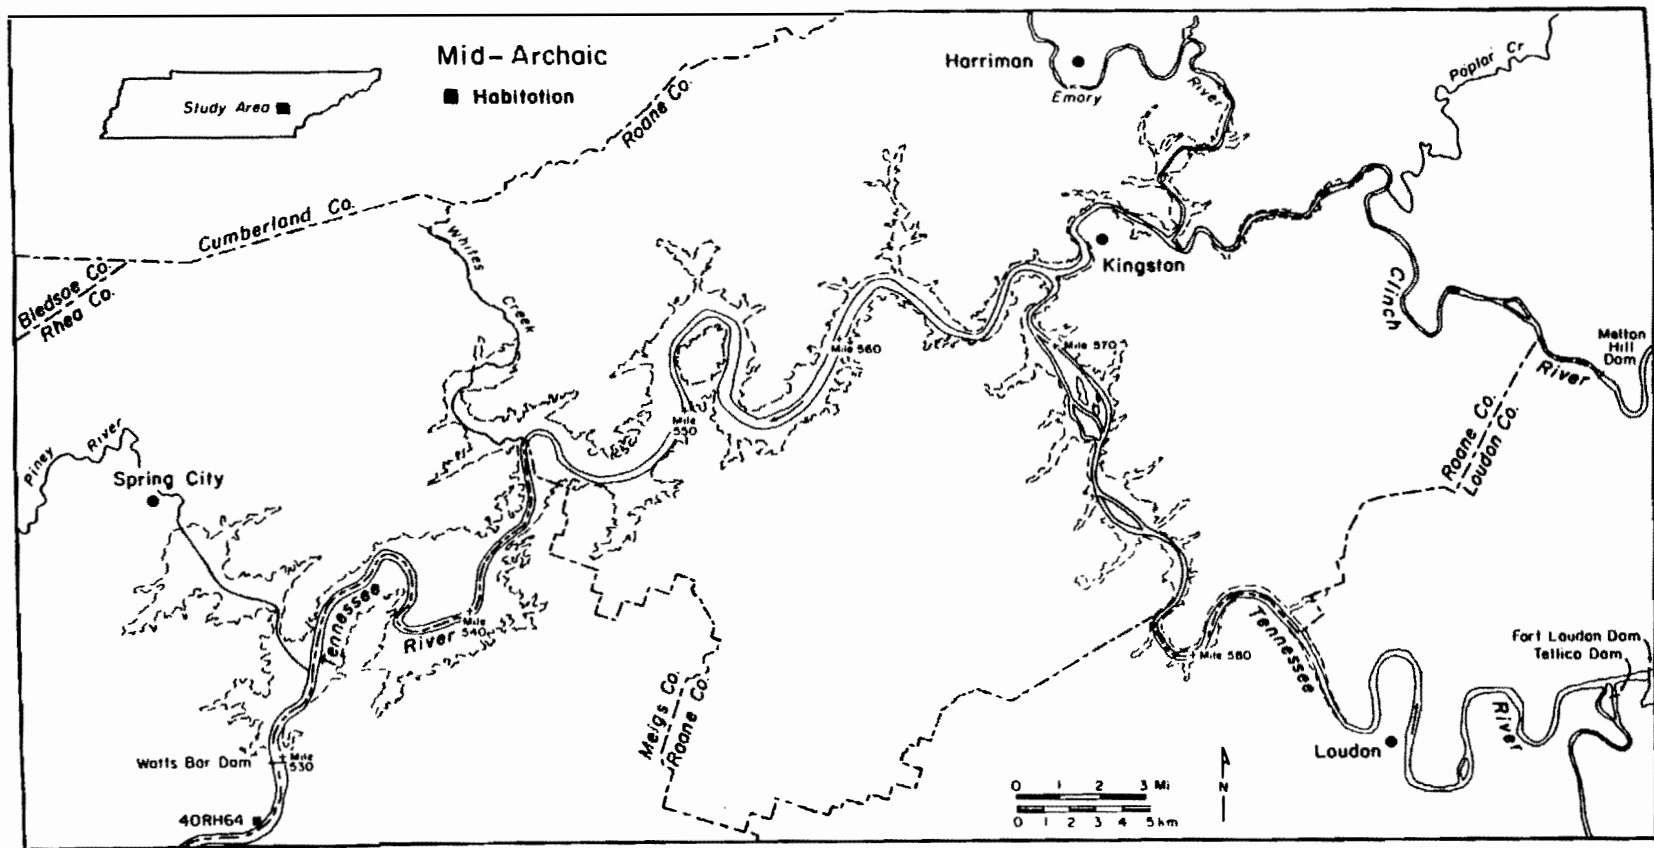 Mid-Archaic
■ Habitation
Study Area
Harriman
Emory
River
Poplar Cr
Roane Co.
Cumberland Co.
Bledsoe Co.
Rhea Co.
Whites
Creek
Kingston
Clinch
River
Melton
Hill
Dam
Mile 560
Mile 570
Mile
550
Roane Co.
Loudon Co.
Piney River
Spring City
Tennessee
River
Mile
540
Mile 580
Tennessee
River
Fort Loudon Dam
Tellico Dam
Meigs Co.
Roane Co.
Loudon
Watts Bar Dam
Mile
530
40RH64
0 1 2 3 Mi
0 1 2 3 4 5 km
N